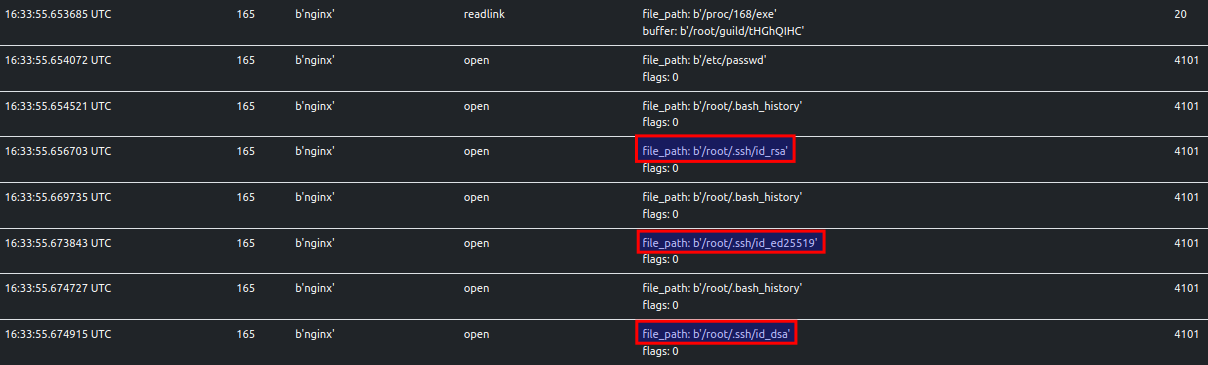 16:33:55.653685 UTC 165 b'nginx' readlink file_path: b'/proc/168/exe' 20
buffer: b'/root/guild/tHGhQIHC'
16:33:55.654072 UTC 165 b'nginx' open file_path: b'/etc/passwd' 4101
flags: 0
16:33:55.654521 UTC 165 b'nginx' open file_path: b'/root/.bash_history' 4101
flags: 0
16:33:55.656703 UTC 165 b'nginx' open file_path: b'/root/.ssh/id_rsa' 4101
flags: 0
16:33:55.669735 UTC 165 b'nginx' open file_path: b'/root/.bash_history' 4101
flags: 0
16:33:55.673843 UTC 165 b'nginx' open file_path: b'/root/.ssh/id_ed25519' 4101
flags: 0
16:33:55.674727 UTC 165 b'nginx' open file_path: b'/root/.bash_history' 4101
flags: 0
16:33:55.674915 UTC 165 b'nginx' open file_path: b'/root/.ssh/id_dsa' 4101
flags: 0